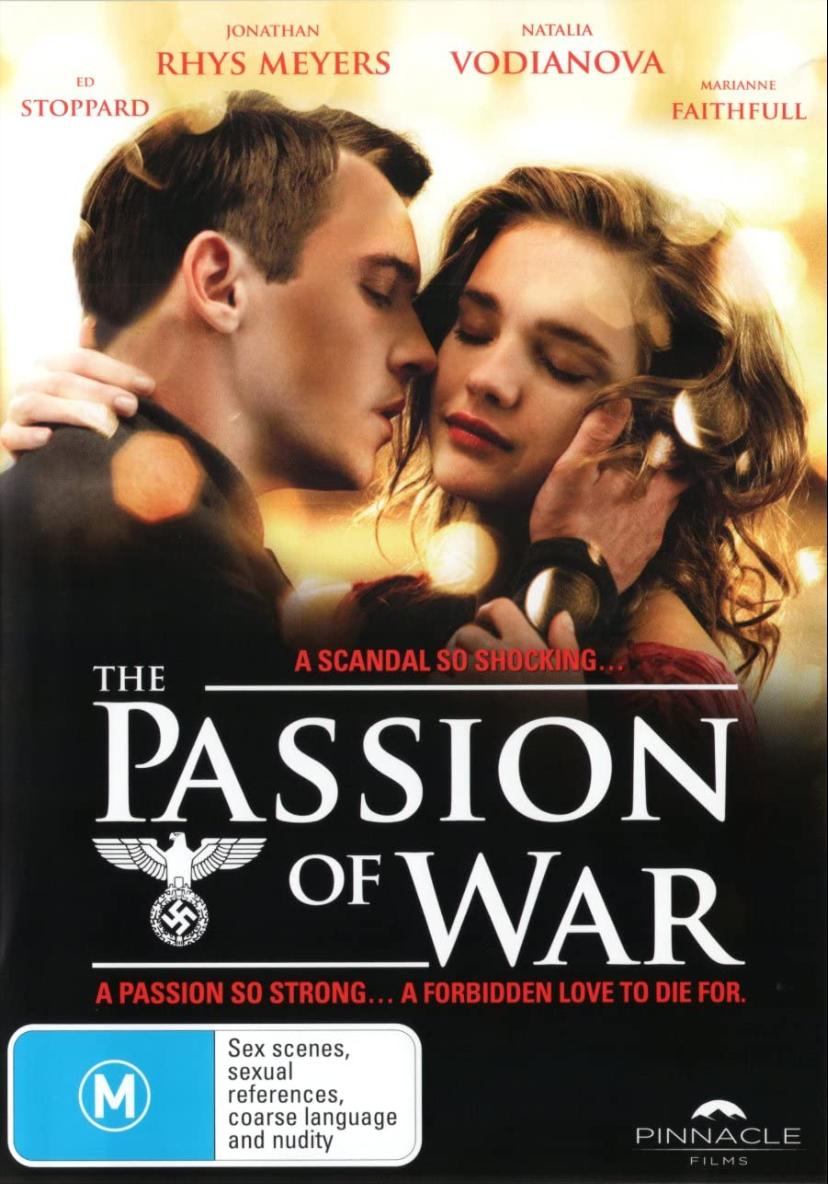 JONATHAN
RHYS MEYERS
NATALIA
VODIANOVA
ED
STOPPARD
MARIANNE
FAITHFULL
A SCANDAL SO SHOCKING...
THE
PASSION
OF WAR
A PASSION SO STRONG... A FORBIDDEN LOVE TO DIE FOR.
M
Sex scenes,
sexual
references,
coarse language
and nudity
PINNACLE
FILMS